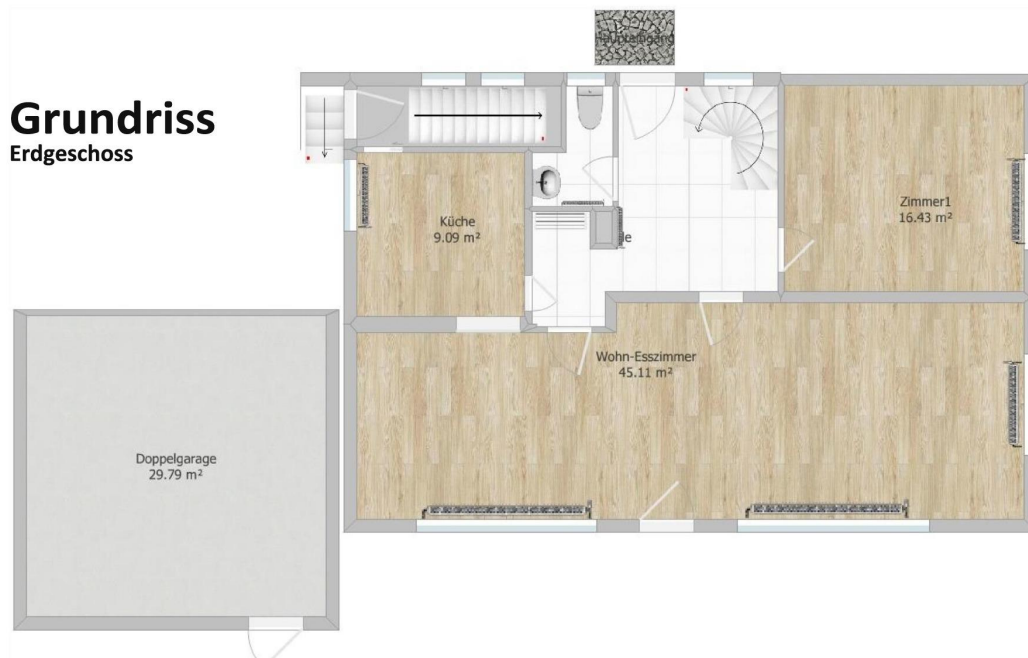 Grundriss
Erdgeschoss
Haupteingang
Küche
9.09 m²
Zimmer1
16.43 m²
Wohn-Esszimmer
45.11 m²
Doppelgarage
29.79 m²